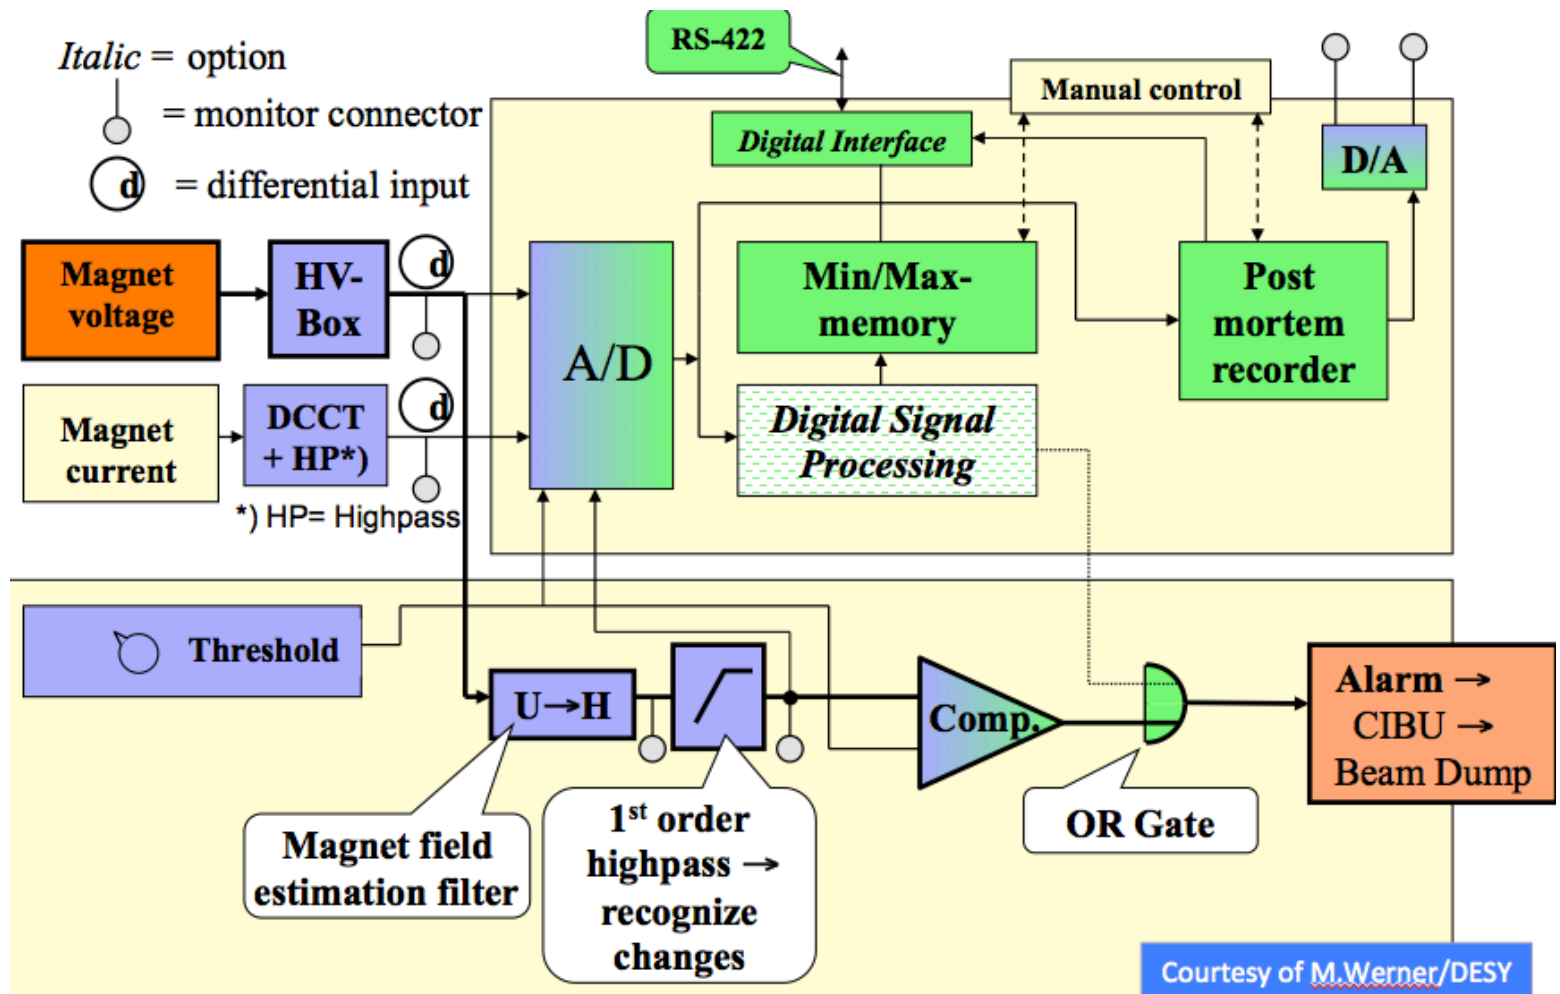 Italic = option
= monitor connector
d = differential input
RS-422
Manual control
Digital Interface
D/A
Magnet
voltage
HV-
Box
d
A/D
Min/Max-
memory
Post
mortem
recorder
Magnet
current
DCCT
+ HP*)
d
*) HP= Highpass
Digital Signal
Processing
Threshold
U→H
Comp.
Alarm →
CIBU →
Beam Dump
Magnet field
estimation filter
1st order
highpass →
recognize
changes
OR Gate
Courtesy of M.Werner/DESY